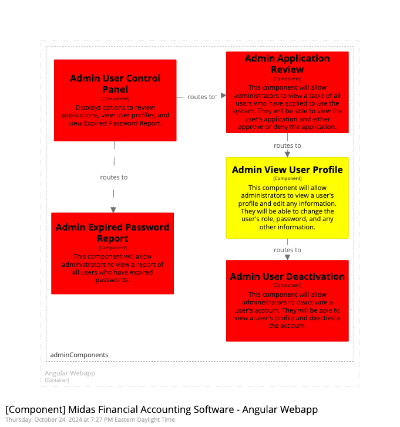 Admin User Control
Panel
[Component]
Displays options to review
applications, view user profiles, and
view Expired Password Report.
routes to
Admin Application
Review
[Component]
This component will allow
administrators to view a table of all
users who have applied to use the
system. They will be able to view the
user's application and either
approve or deny the application.
routes to
routes to
Admin View User Profile
[Component]
This component will allow
administrators to view a user's
profile and edit any information.
They will be able to change the
user's role, password, and any
other information.
Admin Expired Password
Report
[Component]
This component will allow
administrators to view a report of
all users who have expired
passwords.
routes to
Admin User Deactivation
[Component]
This component will allow
administrators to deactivate a
user's account. They will be able to
view a user's profile and deactivate
the account.
adminComponents
Angular Webapp
[Container]
[Component] Midas Financial Accounting Software - Angular Webapp
Thursday, October 24, 2024 at 7:27 PM Eastern Daylight Time